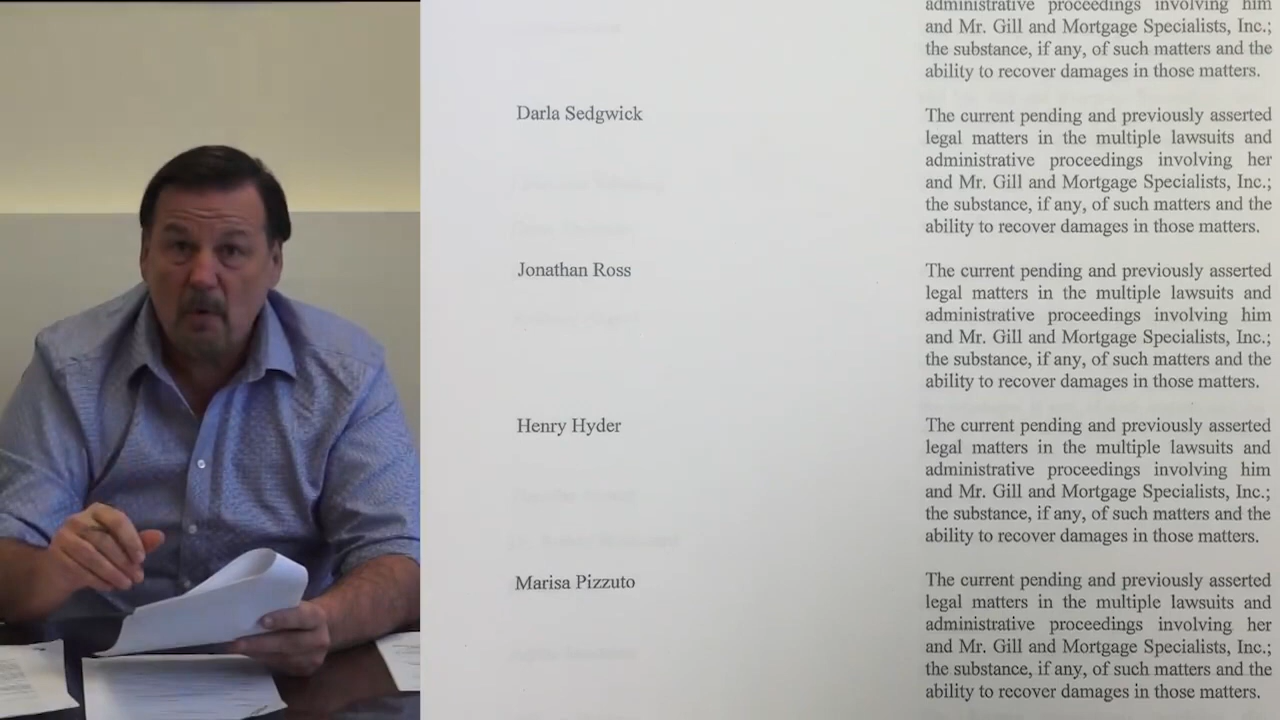 administrative proceedings involving him
and Mr. Gill and Mortgage Specialists, Inc.;
the substance, if any, of such matters and the
ability to recover damages in those matters.
Darla Sedgwick
The current pending and previously asserted
legal matters in the multiple lawsuits and
administrative proceedings involving her
and Mr. Gill and Mortgage Specialists, Inc.;
the substance, if any, of such matters and the
ability to recover damages in those matters.
Jonathan Ross
The current pending and previously asserted
legal matters in the multiple lawsuits and
administrative proceedings involving him
and Mr. Gill and Mortgage Specialists, Inc.;
the substance, if any, of such matters and the
ability to recover damages in those matters.
Henry Hyder
The current pending and previously asserted
legal matters in the multiple lawsuits and
administrative proceedings involving him
and Mr. Gill and Mortgage Specialists, Inc.;
the substance, if any, of such matters and the
ability to recover damages in those matters.
Marisa Pizzuto
The current pending and previously asserted
legal matters in the multiple lawsuits and
administrative proceedings involving her
and Mr. Gill and Mortgage Specialists, Inc.;
the substance, if any, of such matters and the
ability to recover damages in those matters.